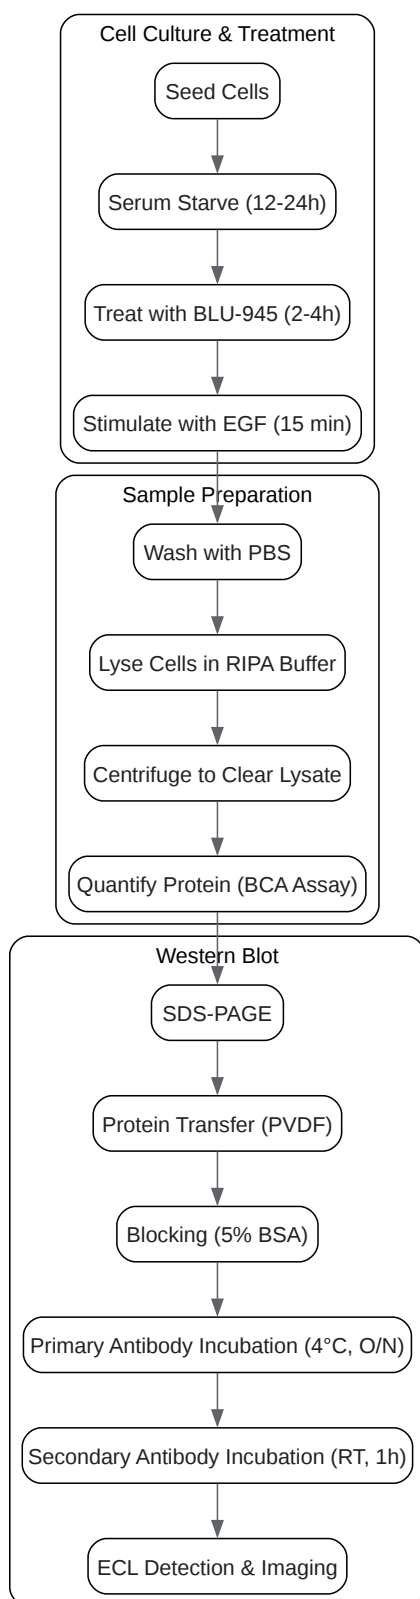 Cell Culture & Treatment
Seed Cells
Serum Starve (12-24h)
Treat with BLU-945 (2-4h)
Stimulate with EGF (15 min)
Sample Preparation
Wash with PBS
Lyse Cells in RIPA Buffer
Centrifuge to Clear Lysate
Quantify Protein (BCA Assay)
Western Blot
SDS-PAGE
Protein Transfer (PVDF)
Blocking (5% BSA)
Primary Antibody Incubation (4°C, O/N)
Secondary Antibody Incubation (RT, 1h)
ECL Detection & Imaging